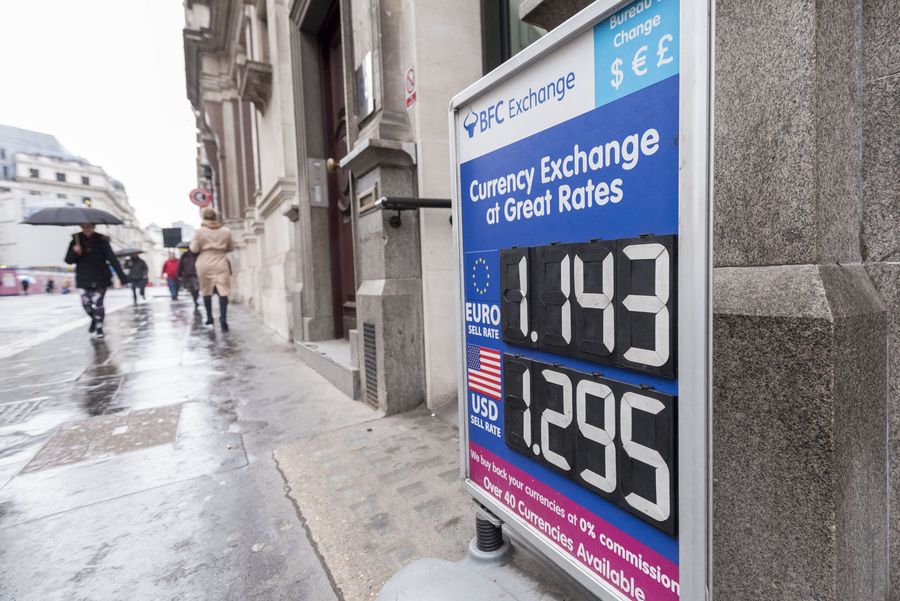 Bureau de
Change
$ € £
BFC Exchange
Currency Exchange
at Great Rates
EURO
SELL RATE
1.143
USD
SELL RATE
1.295
We buy back your currencies at 0% commission
Over 40 Currencies Available